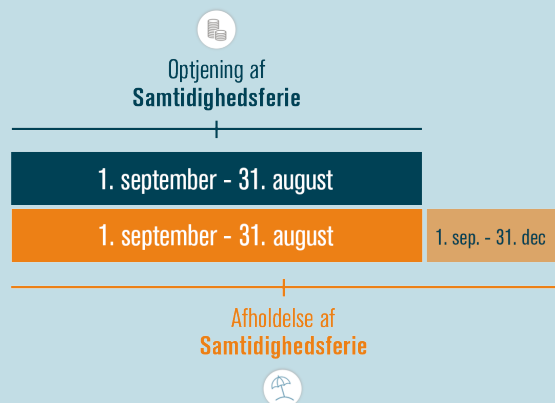 Optjening af
Samtidighedsferie
1. september - 31. august
1. september - 31. august
1. sep. - 31. dec
Afholdelse af
Samtidighedsferie